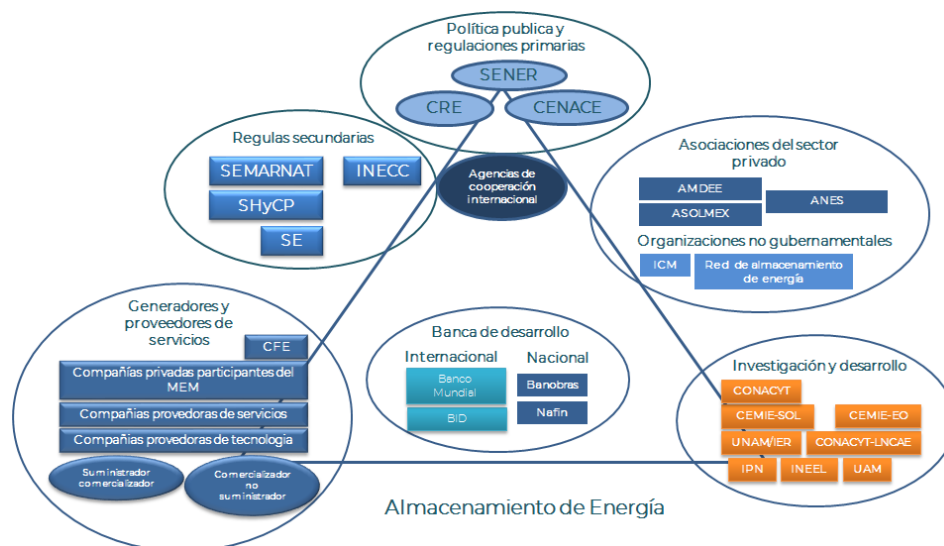 Política publica y
regulaciones primarias
SENER
CRE
CENACE
Regulas secundarias
SEMARNAT
INECC
SHyCP
SE
Agencias de
cooperación
internacional
Asociaciones del sector
privado
AMDEE
ANES
ASOLMEX
Organizaciones no gubernamentales
ICM
Red de almacenamiento
de energía
Generadores y
proveedores de
servicios
CFE
Compañías privadas participantes del
MEM
Compañías provedoras de servicios
Compañías provedoras de tecnologia
Suministrador
comercializador
Comercializador
no
suministrador
Banca de desarrollo
Internacional
Nacional
Banco
Mundial
Banobras
BID
Nafin
Investigación y desarrollo
CONACYT
CEMIE-SOL
CEMIE-EO
UNAM/IER
CONACYT-LNCAE
IPN
INEEL
UAM
Almacenamiento de Energía